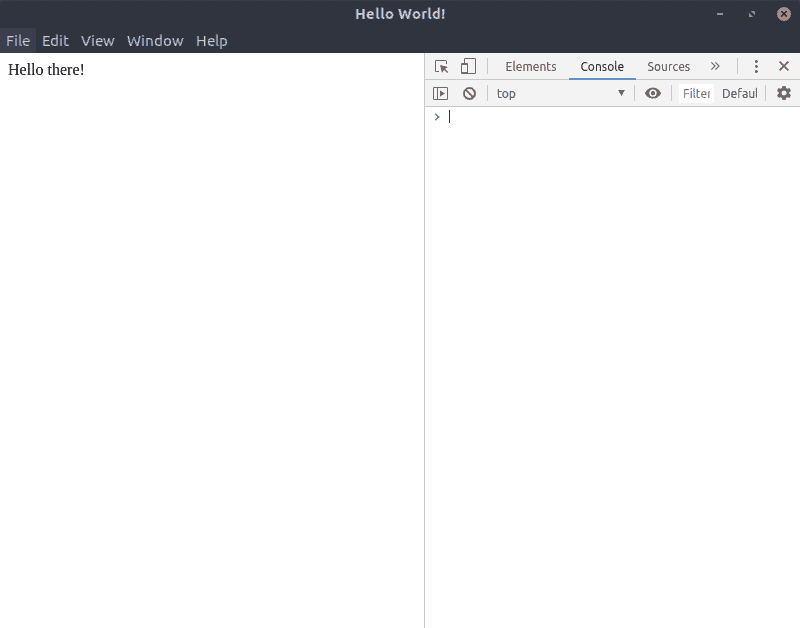 Hello World!
File Edit View Window Help
Hello there!
Elements Console Sources »
top ▼ Filter Defaul
›